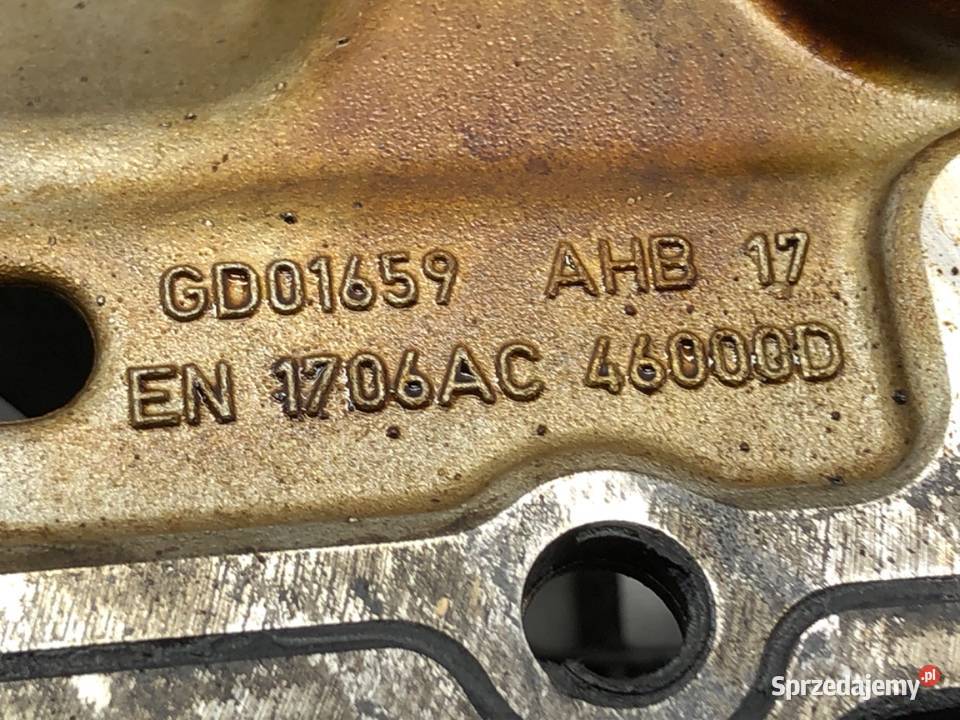 GD01659 AHB 17
EN 1706AC 46000D
Sprzedajemy.pl